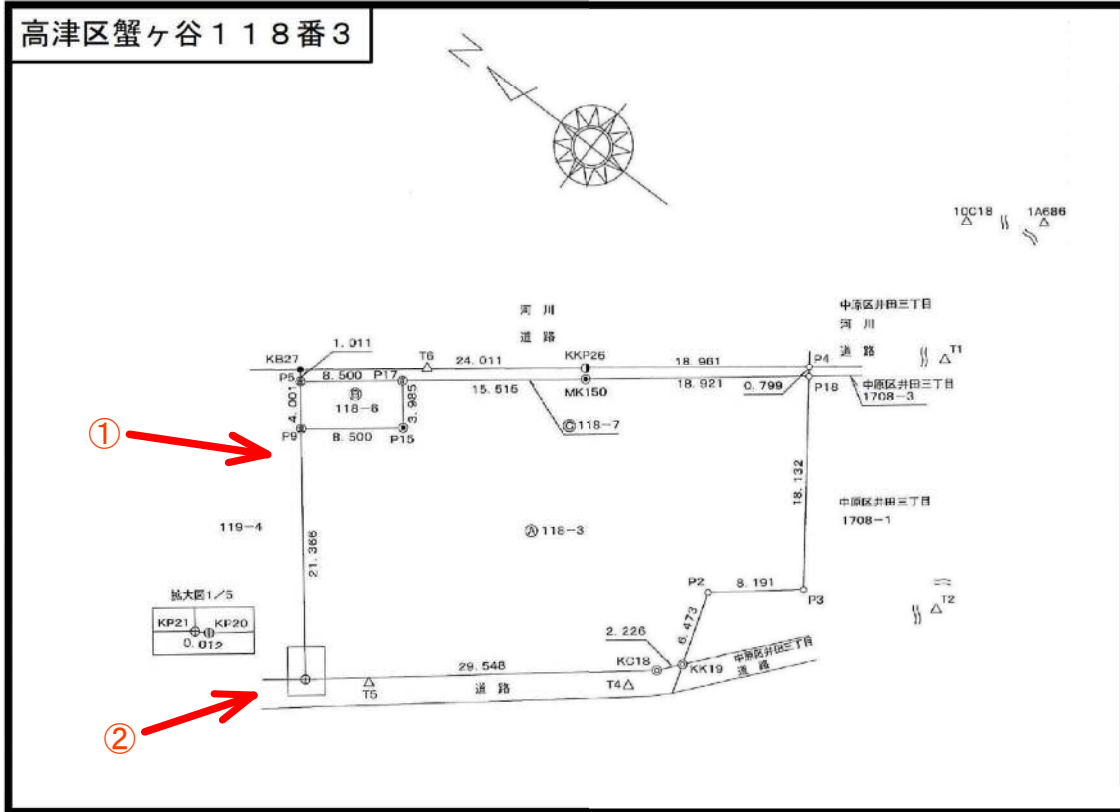 高津区蟹ヶ谷118番3
N
10C18
1A686
中原区井田三丁目
河川
道路
河川
道路
1.011
KB27
T6
24.011
KKP26
18.961
P4
T1
P5
8.500
P17
15.516
MK150
18.921
0.799
P18
中原区井田三丁目
1708-3
4.001
118-6
3.985
Ⓒ118-7
①
P9
8.500
P15
18.132
中原区井田三丁目
1708-1
119-4
Ⓐ118-3
21.366
拡大図1/5
P2
8.191
P3
T2
KP21
KP20
0.012
6.473
2.226
29.548
KC18
KK19
中原区井田三丁目
道路
T5
道路
T4
②